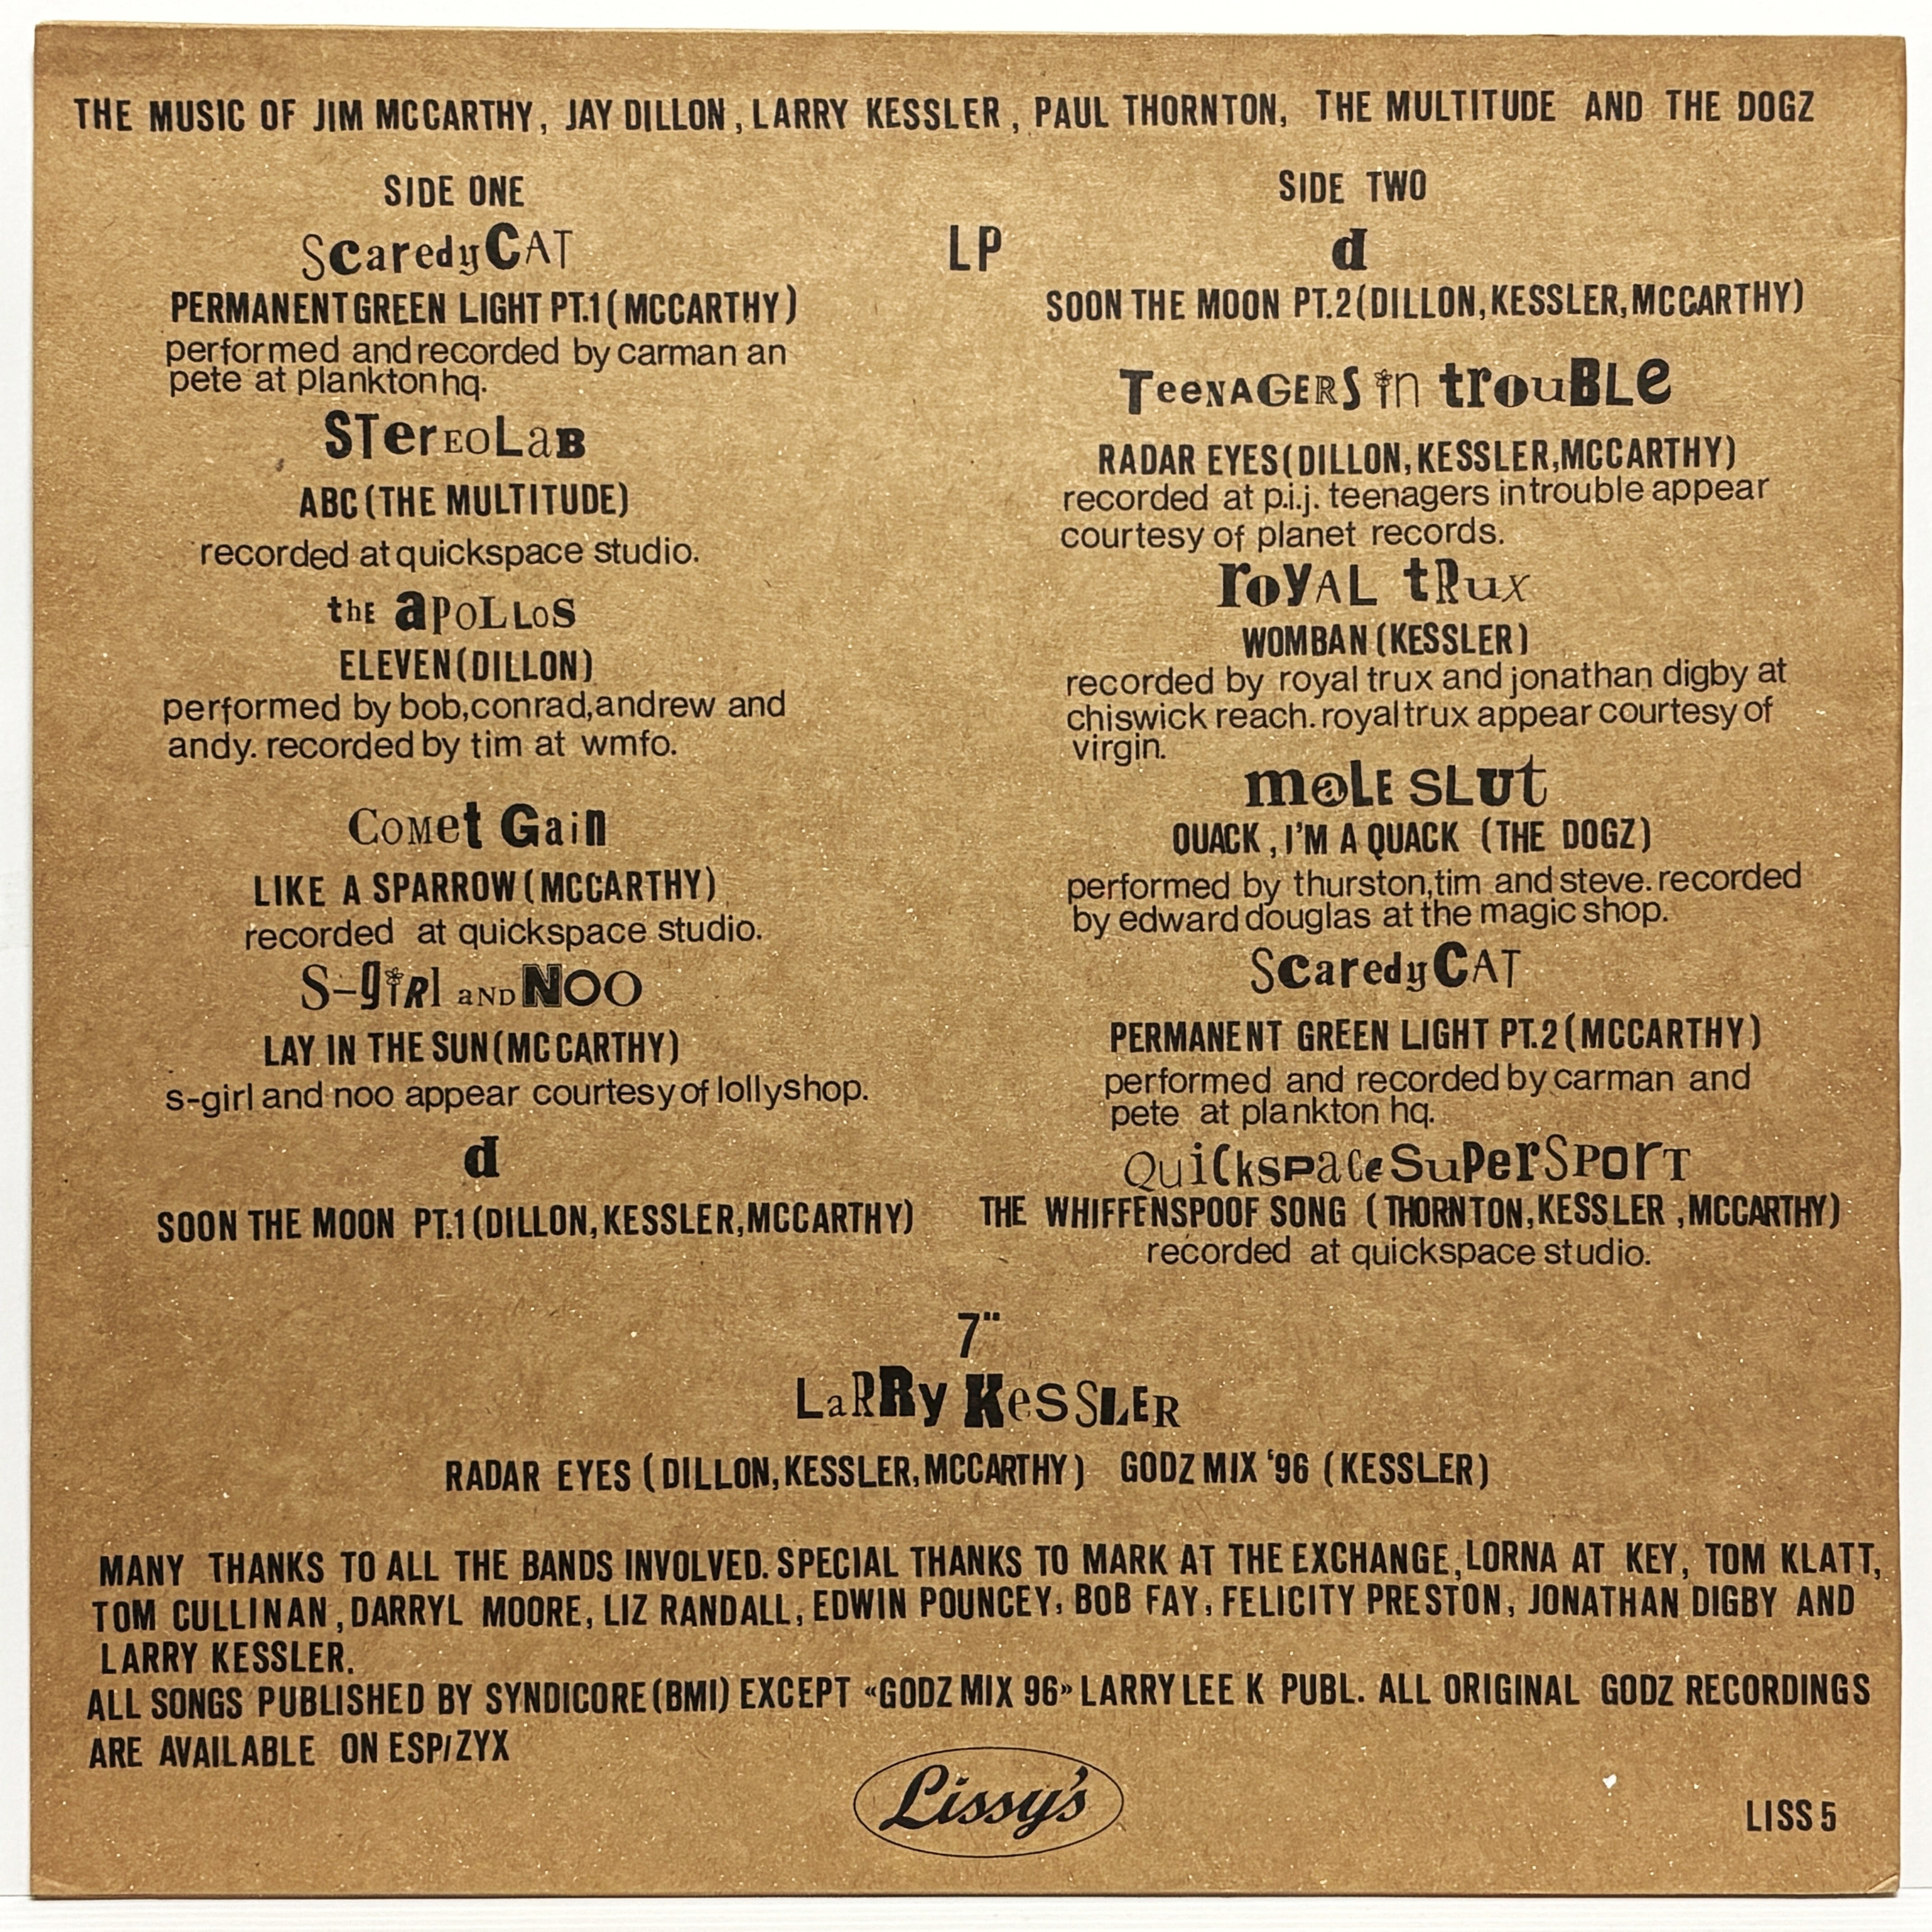 THE MUSIC OF JIM MCCARTHY, JAY DILLON, LARRY KESSLER, PAUL THORNTON, THE MULTITUDE AND THE DOGZ
LP
SIDE ONE
ScaredyCAT
PERMANENT GREEN LIGHT PT.1 (MCCARTHY)
performed and recorded by carman an
pete at plankton hq.
STerEOLaB
ABC (THE MULTITUDE)
recorded at quickspace studio.
thE apOLLOS
ELEVEN (DILLON)
performed by bob,conrad,andrew and
andy. recorded by tim at wmfo.
CoMet Gain
LIKE A SPARROW (MCCARTHY)
recorded at quickspace studio.
S-giRl aND NOO
LAY IN THE SUN (MCCARTHY)
s-girl and noo appear courtesy of lollyshop.
d
SOON THE MOON PT.1 (DILLON, KESSLER, MCCARTHY)
SIDE TWO
d
SOON THE MOON PT.2 (DILLON, KESSLER, MCCARTHY)
TeeNAGERS in trouBLe
RADAR EYES (DILLON, KESSLER, MCCARTHY)
recorded at p.i.j. teenagers in trouble appear
courtesy of planet records.
royAL tRux
WOMBAN (KESSLER)
recorded by royal trux and jonathan digby at
chiswick reach. royal trux appear courtesy of
virgin.
maLE SLUt
QUACK, I'M A QUACK (THE DOGZ)
performed by thurston,tim and steve. recorded
by edward douglas at the magic shop.
ScaredyCAT
PERMANENT GREEN LIGHT PT.2 (MCCARTHY)
performed and recorded by carman and
pete at plankton hq.
QuickspaceSuperSPorT
THE WHIFFENSPOOF SONG (THORNTON, KESSLER, MCCARTHY)
recorded at quickspace studio.
7"
LaRRy KesSLER
RADAR EYES (DILLON, KESSLER, MCCARTHY) GODZ MIX '96 (KESSLER)
MANY THANKS TO ALL THE BANDS INVOLVED. SPECIAL THANKS TO MARK AT THE EXCHANGE, LORNA AT KEY, TOM KLATT,
TOM CULLINAN, DARRYL MOORE, LIZ RANDALL, EDWIN POUNCEY, BOB FAY, FELICITY PRESTON, JONATHAN DIGBY AND
LARRY KESSLER.
ALL SONGS PUBLISHED BY SYNDICORE (BMI) EXCEPT «GODZ MIX 96» LARRY LEE K PUBL. ALL ORIGINAL GODZ RECORDINGS
ARE AVAILABLE ON ESP/ZYX
Lissy's
LISS 5